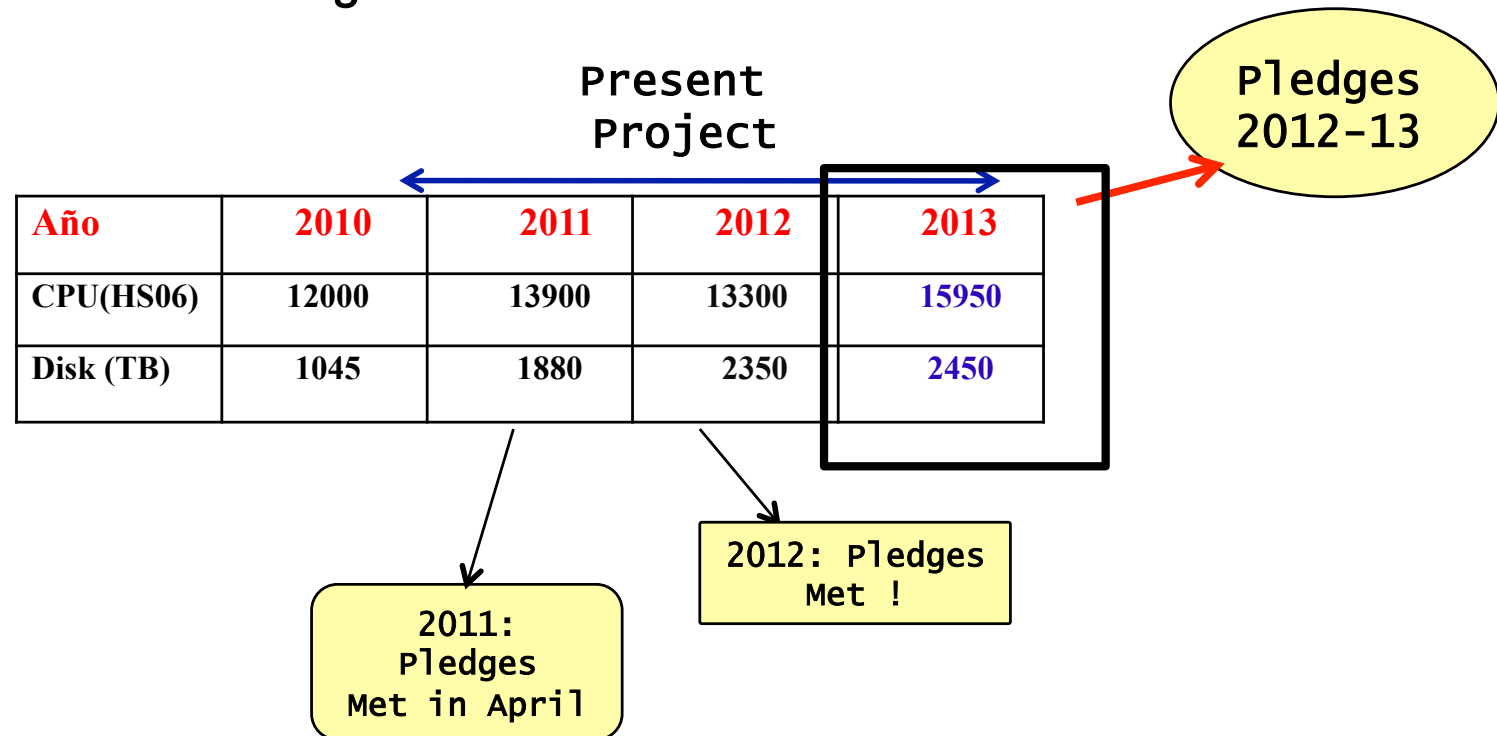 Present
Project
Pledges
2012-13
Año 2010 2011 2012 2013
CPU(HS06) 12000 13900 13300 15950
Disk (TB) 1045 1880 2350 2450
2012: Pledges
Met !
2011:
Pledges
Met in April